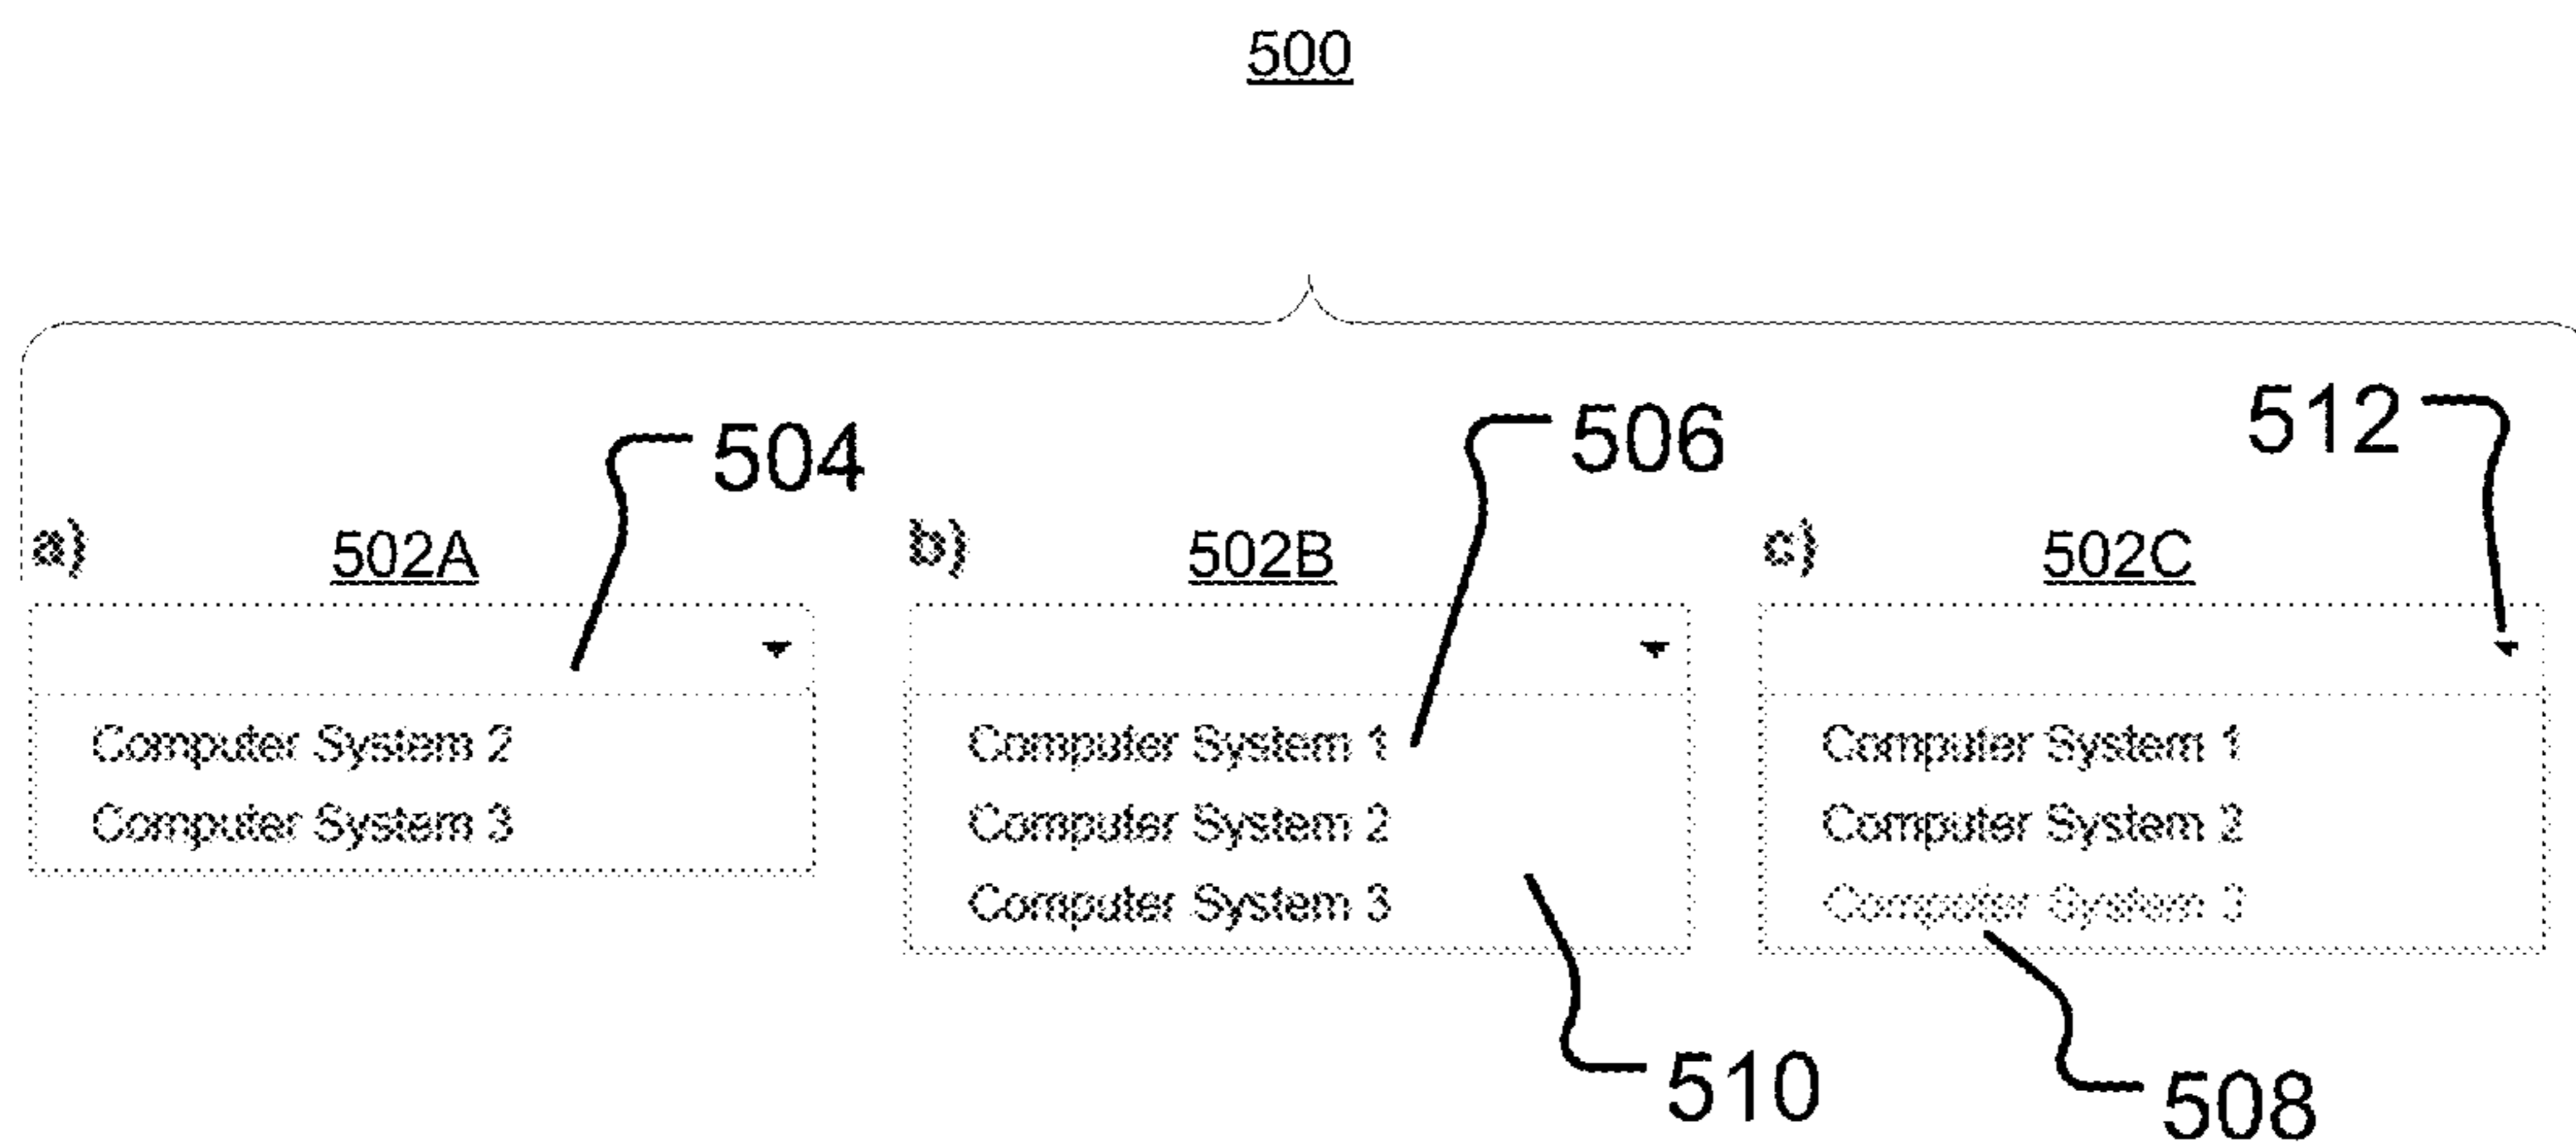 500
504
506
512
a)
502A
b)
502B
c)
502C
Computer System 2
Computer System 3
Computer System 1
Computer System 2
Computer System 3
Computer System 1
Computer System 2
Computer System 3
510
508